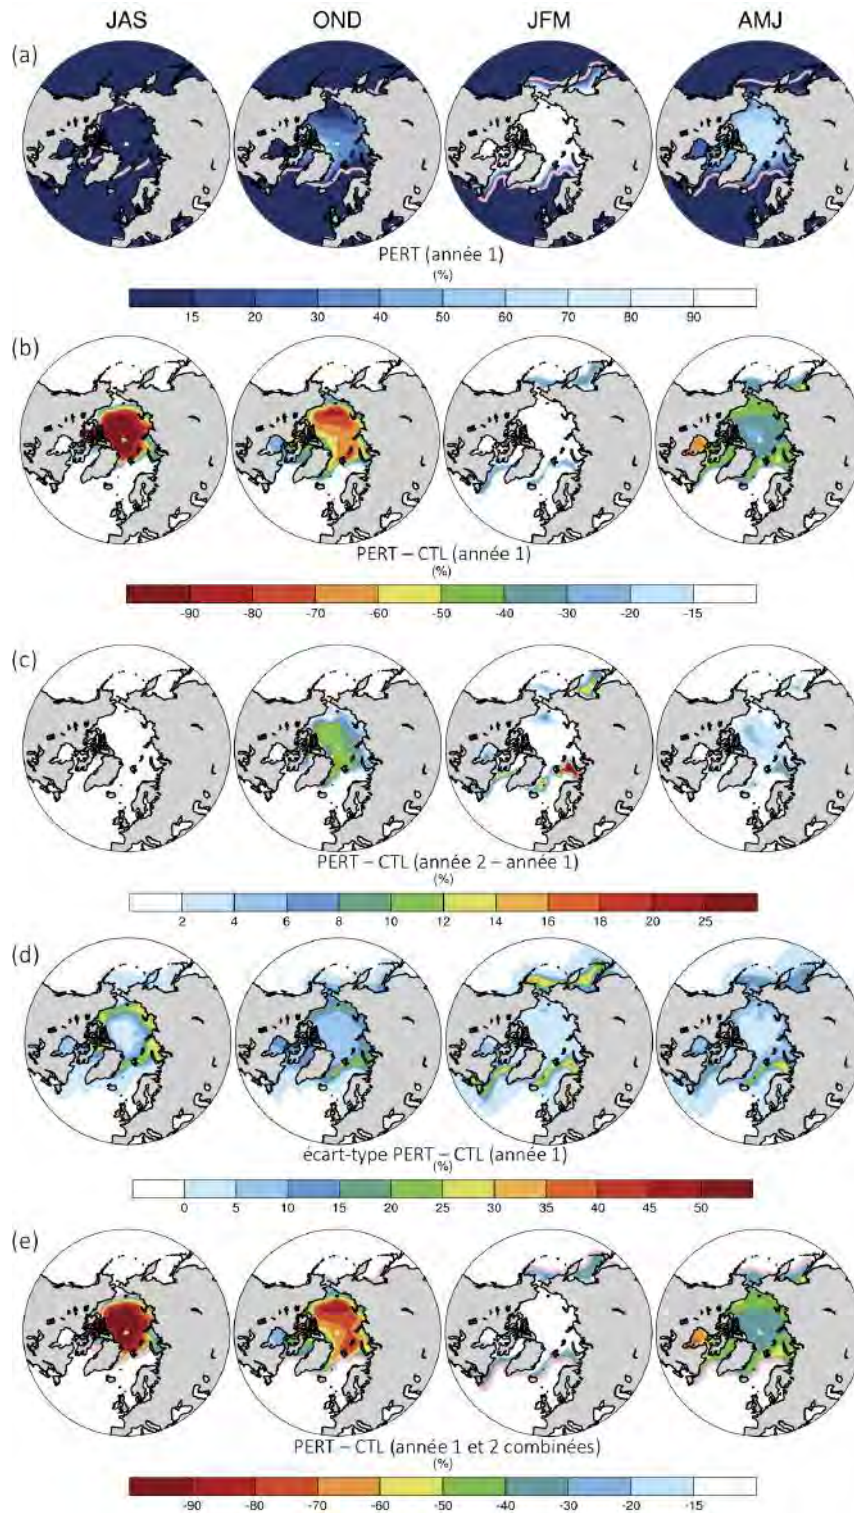 JAS OND JFM AMJ
(a)
PERT (année 1)
(%)
15 20 30 40 50 60 70 80 90
(b)
PERT – CTL (année 1)
(%)
-90 -80 -70 -60 -50 -40 -30 -20 -15
(c)
PERT – CTL (année 2 – année 1)
(%)
2 4 6 8 10 12 14 16 18 20 25
(d)
écart-type PERT – CTL (année 1)
(%)
0 5 10 15 20 25 30 35 40 45 50
(e)
PERT – CTL (année 1 et 2 combinées)
(%)
-90 -80 -70 -60 -50 -40 -30 -20 -15